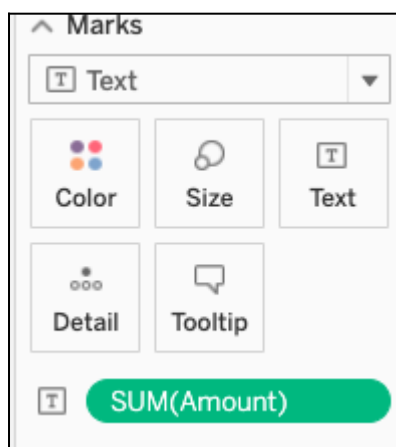 Marks
T Text
Color Size T Text
Detail Tooltip
T SUM(Amount)